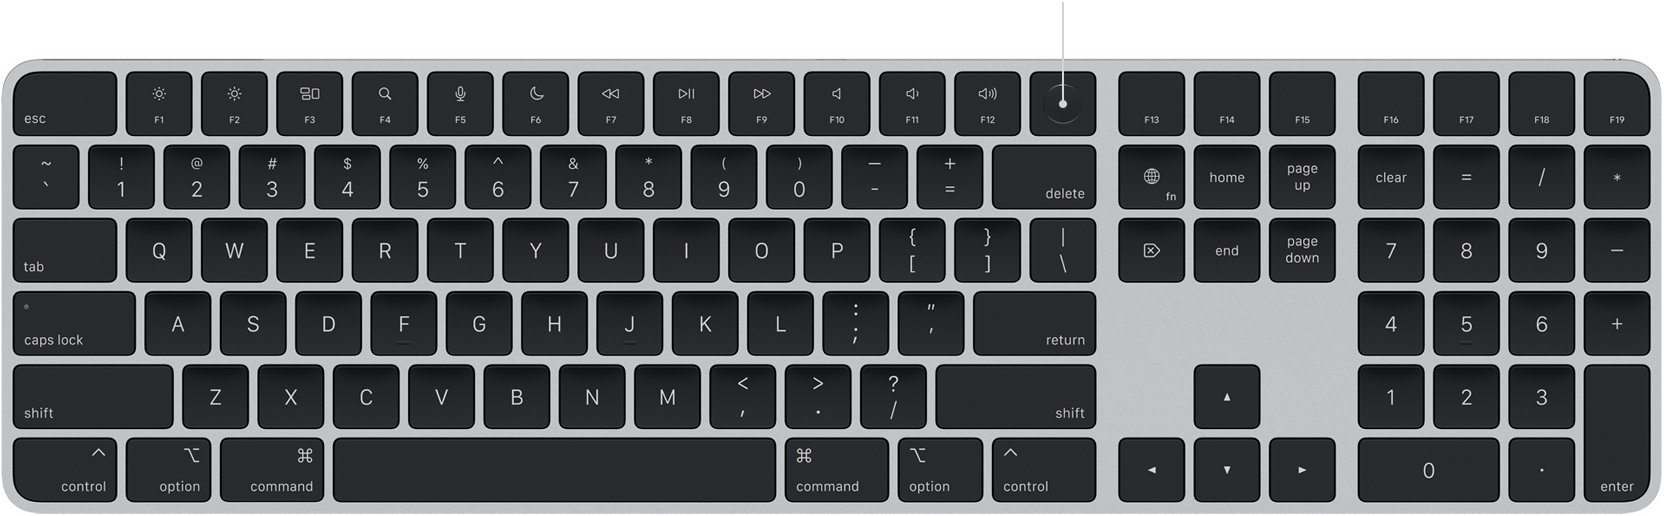 esc F1 F2 F3 F4 F5 F6 F7 F8 F9 F10 F11 F12 F13 F14 F15 F16 F17 F18 F19
~ ! @ # $ % ^ & * ( ) — +
` 1 2 3 4 5 6 7 8 9 0 - = delete fn home page up clear = / *
tab Q W E R T Y U I O P { [ } ] | \ end page down 7 8 9 −
caps lock A S D F G H J K L : ; " ' return 4 5 6 +
shift Z X C V B N M < , > . ? / shift 1 2 3
control option command command option control 0 . enter